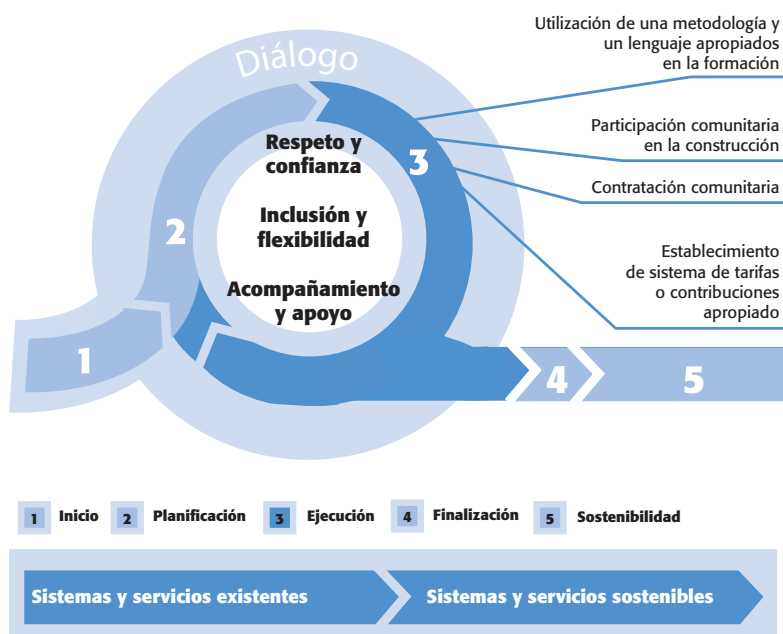 Diálogo
Utilización de una metodología y
un lenguaje apropiados
en la formación
Participación comunitaria
en la construcción
Contratación comunitaria
Establecimiento
de sistema de tarifas
o contribuciones
apropiado
Respeto y
confianza
Inclusión y
flexibilidad
Acompañamiento
y apoyo
1
2
3
4
5
1 Inicio 2 Planificación 3 Ejecución 4 Finalización 5 Sostenibilidad
Sistemas y servicios existentes
Sistemas y servicios sostenibles